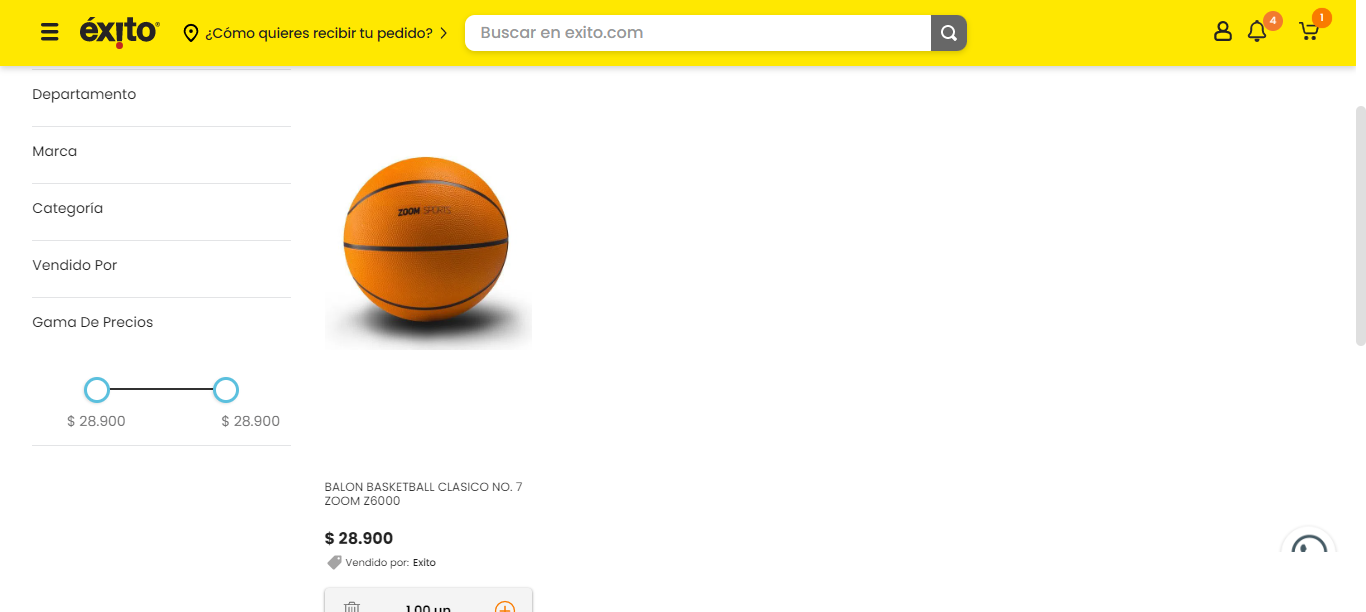 éxito
¿Cómo quieres recibir tu pedido?
Buscar en exito.com
4
1
Departamento
Marca
Categoría
Vendido Por
Gama De Precios
$ 28.900
$ 28.900
ZOOM SPORTS
BALON BASKETBALL CLASICO NO. 7
ZOOM Z6000
$ 28.900
Vendido por: Exito
1.00 un